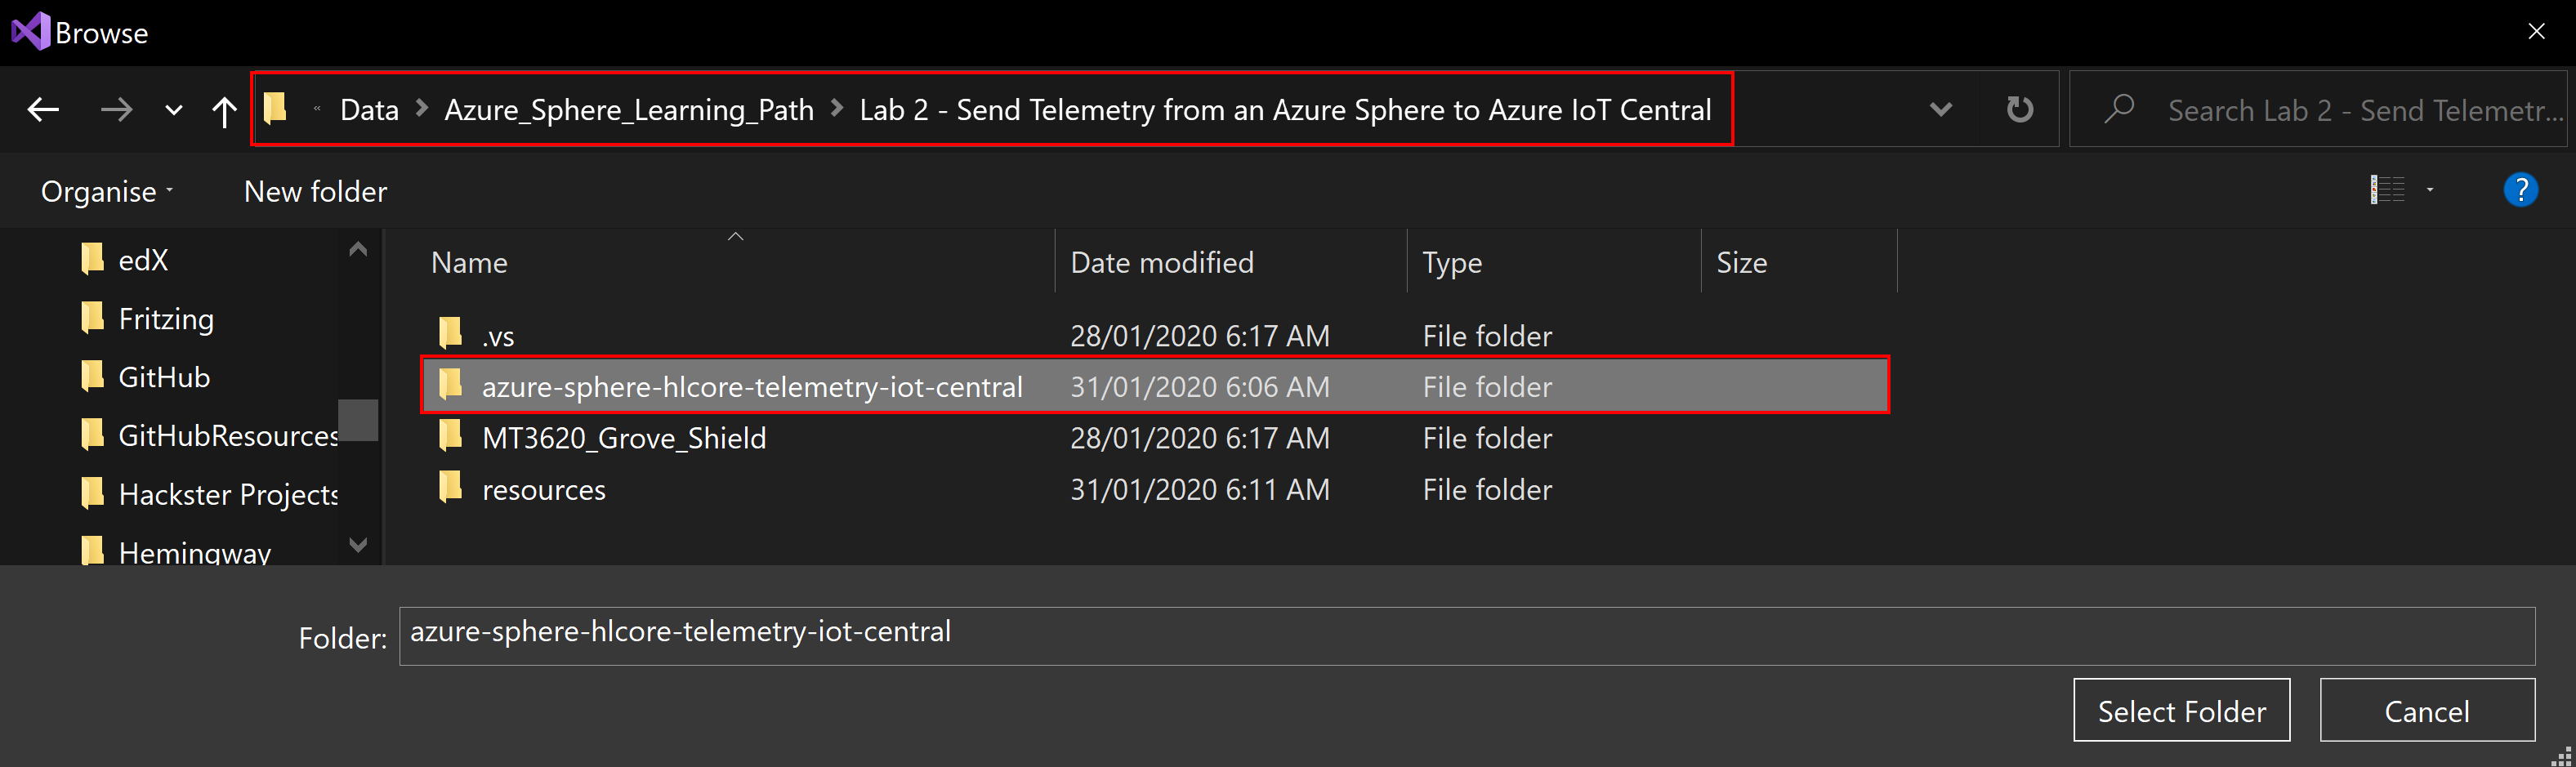 Browse
« Data > Azure_Sphere_Learning_Path > Lab 2 - Send Telemetry from an Azure Sphere to Azure IoT Central
Search Lab 2 - Send Telemetr...
Organise New folder
?
edX
Fritzing
GitHub
GitHubResources
Hackster Projects
Hemingway
Name Date modified Type Size
.vs 28/01/2020 6:17 AM File folder
azure-sphere-hlcore-telemetry-iot-central 31/01/2020 6:06 AM File folder
MT3620_Grove_Shield 28/01/2020 6:17 AM File folder
resources 31/01/2020 6:11 AM File folder
Folder: azure-sphere-hlcore-telemetry-iot-central
Select Folder Cancel